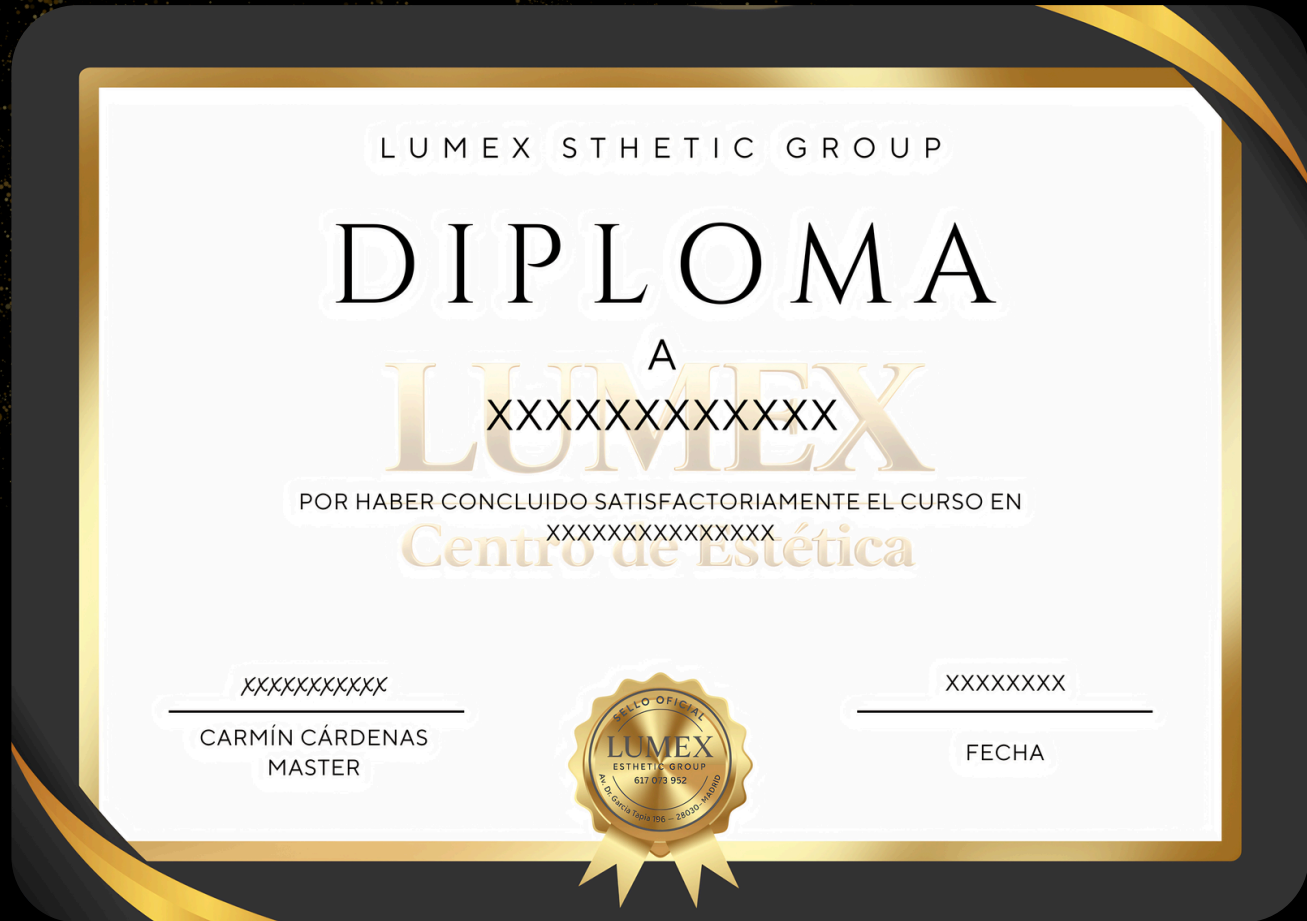 LUMEX STHETIC GROUP
DIPLOMA
A
LUMEX
XXXXXXXXXXXX
POR HABER CONCLUIDO SATISFACTORIAMENTE EL CURSO EN
XXXXXXXXXXXXXXX
Centro de Estética
XXXXXXXXXXX
CARMÍN CÁRDENAS
MASTER
SELLO OFICIAL
LUMEX
ESTHETIC GROUP
617 073 952
Av. Dr. García Tapia 196 — 28030 - MADRID
XXXXXXXX
FECHA